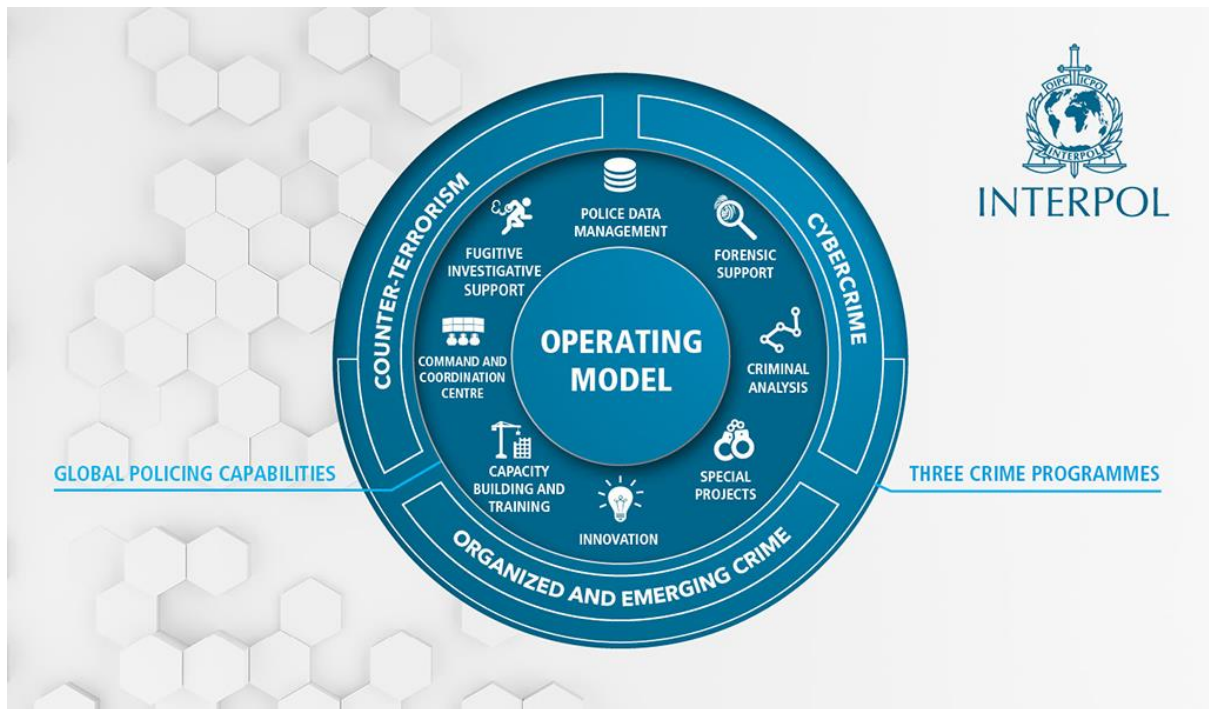 OIPC ICPO
INTERPOL
INTERPOL
COUNTER-TERRORISM
CYBERCRIME
ORGANIZED AND EMERGING CRIME
POLICE DATA
MANAGEMENT
FORENSIC
SUPPORT
CRIMINAL
ANALYSIS
SPECIAL
PROJECTS
INNOVATION
CAPACITY
BUILDING AND
TRAINING
COMMAND AND
COORDINATION
CENTRE
FUGITIVE
INVESTIGATIVE
SUPPORT
OPERATING
MODEL
GLOBAL POLICING CAPABILITIES
THREE CRIME PROGRAMMES